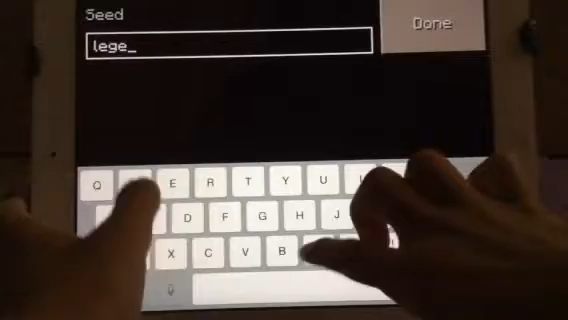 Seed
Done
lege_
Q E R T Y U
D F G H J
X C V B